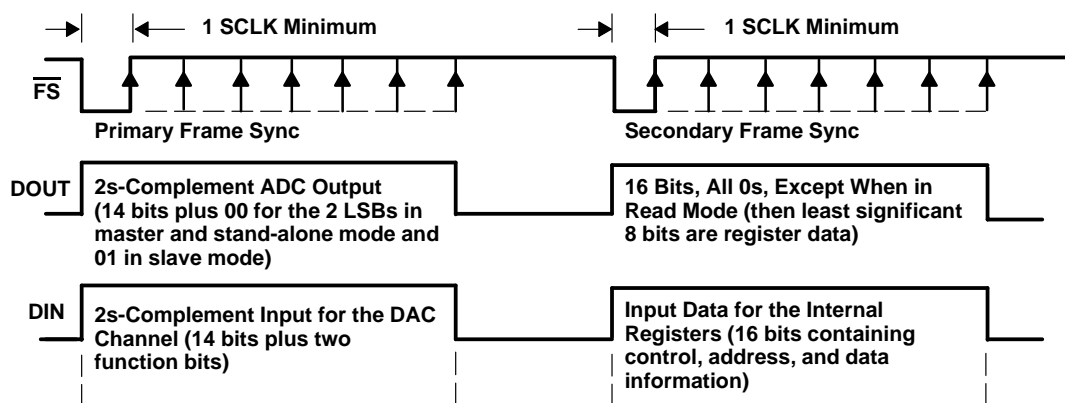 1 SCLK Minimum
1 SCLK Minimum
FS
Primary Frame Sync
Secondary Frame Sync
DOUT
2s-Complement ADC Output
(14 bits plus 00 for the 2 LSBs in
master and stand-alone mode and
01 in slave mode)
16 Bits, All 0s, Except When in
Read Mode (then least significant
8 bits are register data)
DIN
2s-Complement Input for the DAC
Channel (14 bits plus two
function bits)
Input Data for the Internal
Registers (16 bits containing
control, address, and data
information)